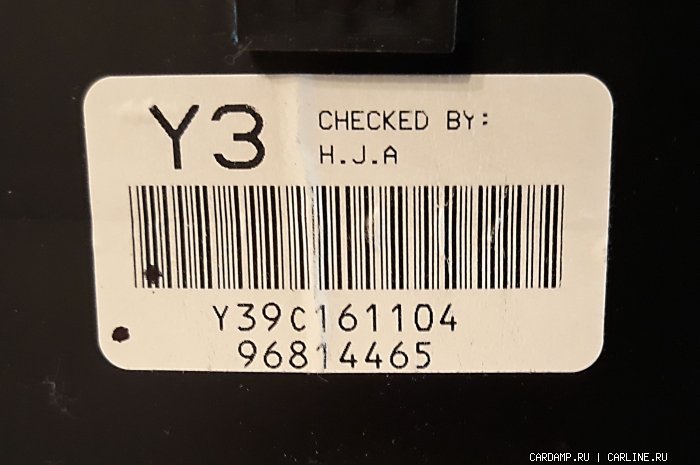 Y3
CHECKED BY:
H.J.A
Y39C161104
96814465
CARDAMP.RU | CARLINE.RU